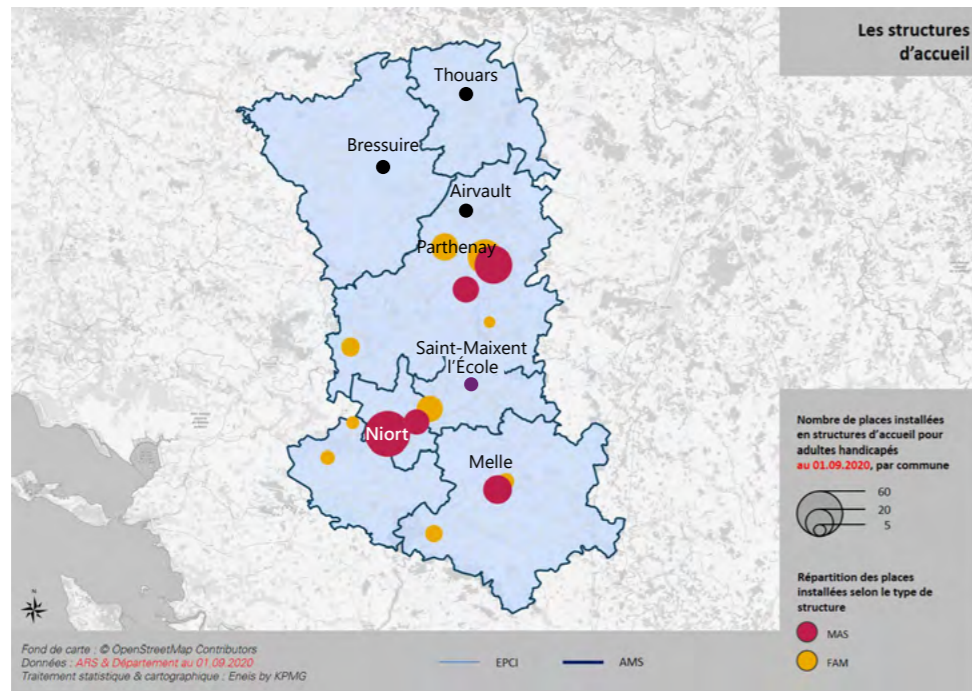 Les structures
d'accueil
Thouars
Bressuire
Airvault
Parthenay
Saint-Maixent
l'École
Niort
Melle
Nombre de places installées
en structures d'accueil pour
adultes handicapés
au 01.09.2020, par commune
60
20
5
Répartition des places
installées selon le type de
structure
MAS
FAM
N
Fond de carte : © OpenStreetMap Contributors
Données : ARS & Département au 01.09.2020
Traitement statistique & cartographique : Eneis by KPMG
EPCI
AMS